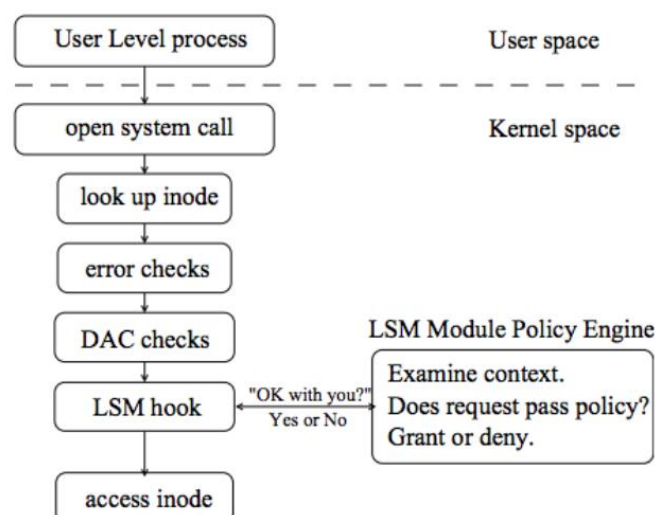 User Level process
User space
open system call
Kernel space
look up inode
error checks
DAC checks
LSM Module Policy Engine
LSM hook
"OK with you?"
Yes or No
Examine context.
Does request pass policy?
Grant or deny.
access inode